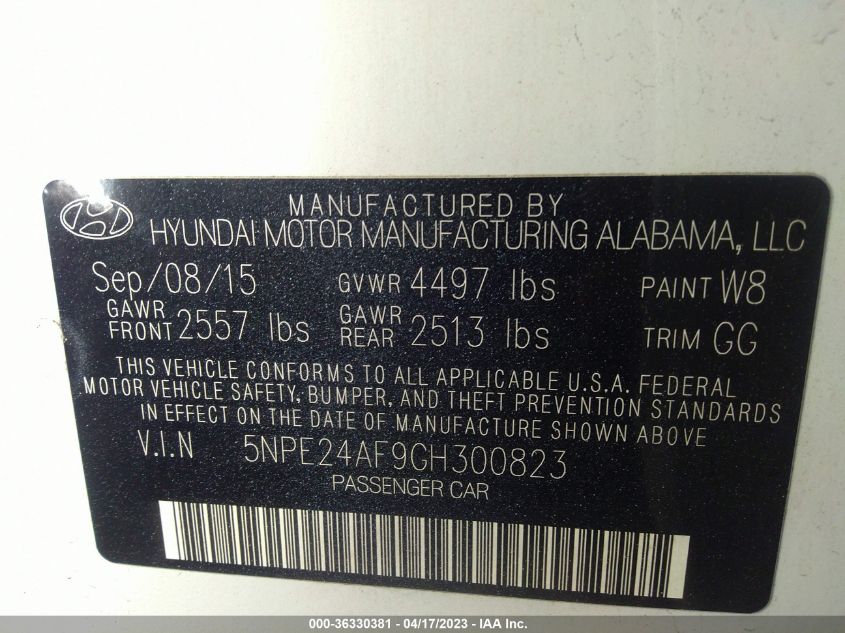 MANUFACTURED BY
HYUNDAI MOTOR MANUFACTURING ALABAMA, LLC
Sep/08/15 GVWR 4497 lbs PAINT W8
GAWR FRONT 2557 lbs GAWR REAR 2513 lbs TRIM GG
THIS VEHICLE CONFORMS TO ALL APPLICABLE U.S.A. FEDERAL
MOTOR VEHICLE SAFETY, BUMPER, AND THEFT PREVENTION STANDARDS
IN EFFECT ON THE DATE OF MANUFACTURE SHOWN ABOVE
V.I.N 5NPE24AF9GH300823
PASSENGER CAR
000-36330381 - 04/17/2023 - IAA Inc.